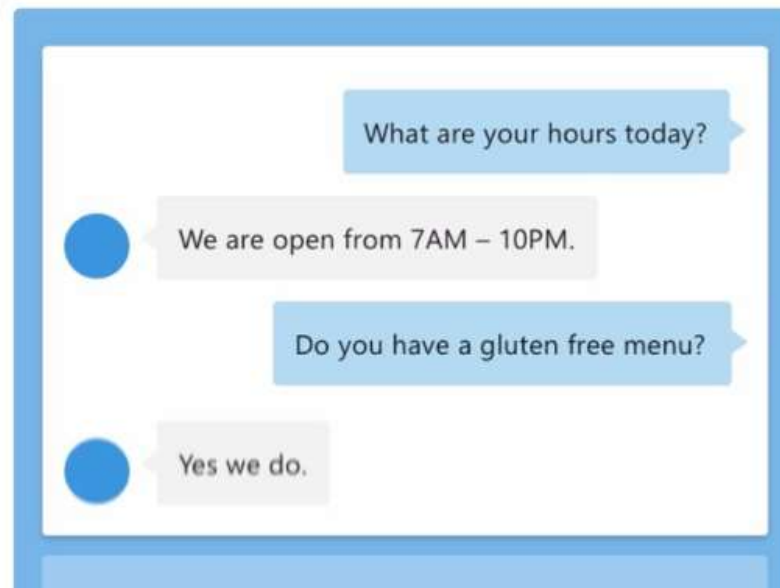 What are your hours today?
We are open from 7AM – 10PM.
Do you have a gluten free menu?
Yes we do.